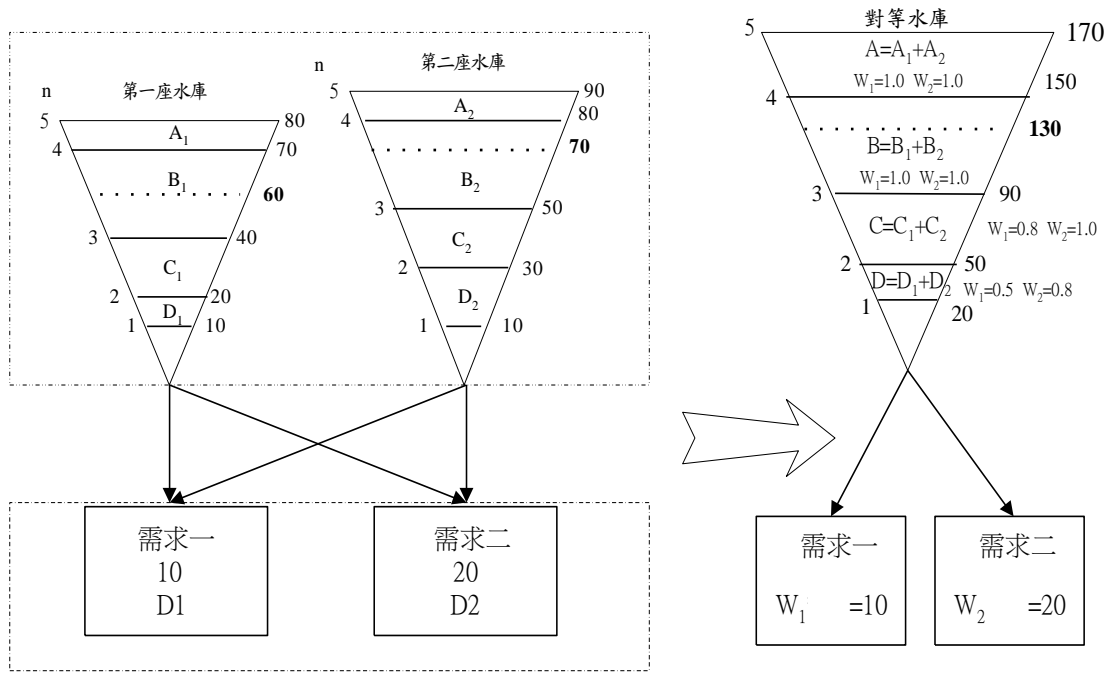 對等水庫
5 170
A=A₁+A₂
W₁=1.0 W₂=1.0
150
4
130
B=B₁+B₂
W₁=1.0 W₂=1.0
3 90
C=C₁+C₂ W₁=0.8 W₂=1.0
2 50
D=D₁+D₂ W₁=0.5 W₂=0.8
1 20
第二座水庫
n
5 90
A₂
4 80
70
B₂
3 50
C₂
2 30
D₂
1 10
第一座水庫
n
5 80
A₁
4 70
B₁
60
3 40
C₁
2 20
D₁
1 10
需求一
10
D1
需求二
20
D2
需求一
W₁ =10
需求二
W₂ =20